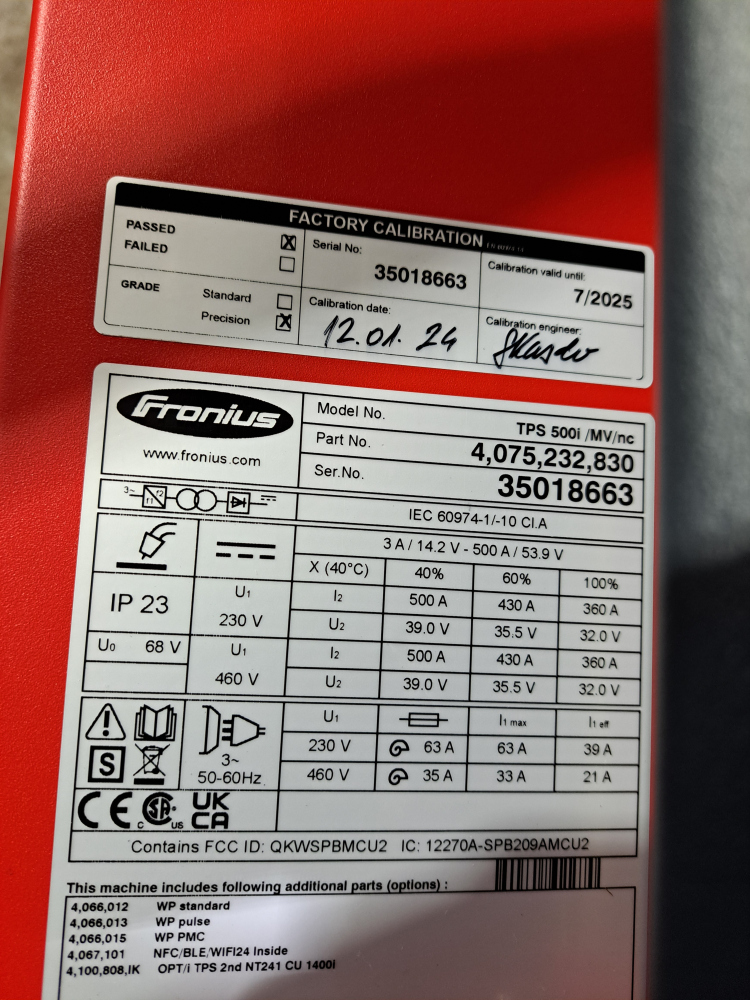 FACTORY CALIBRATION
PASSED X
FAILED
GRADE
Standard
Precision X
Serial No:
35018663
Calibration valid until:
7/2025
Calibration date:
12.01.24
Calibration engineer:
Fronius
www.fronius.com
Model No. TPS 500i /MV/nc
Part No. 4,075,232,830
Ser.No. 35018663
3~ f1 f2
IEC 60974-1/-10 Cl.A
3 A / 14.2 V - 500 A / 53.9 V
X (40°C) 40% 60% 100%
IP 23
U1 230 V I2 500 A 430 A 360 A
U2 39.0 V 35.5 V 32.0 V
U0 68 V
U1 460 V I2 500 A 430 A 360 A
U2 39.0 V 35.5 V 32.0 V
S
3~
50-60Hz
U1 I1 max I1 eff
230 V 63 A 63 A 39 A
460 V 35 A 33 A 21 A
CE C SA US UK CA
Contains FCC ID: QKWSPBMCU2 IC: 12270A-SPB209AMCU2
This machine includes following additional parts (options) :
4,066,012 WP standard
4,066,013 WP pulse
4,066,015 WP PMC
4,067,101 NFC/BLE/WIFI24 Inside
4,100,808,IK OPT/i TPS 2nd NT241 CU 1400i